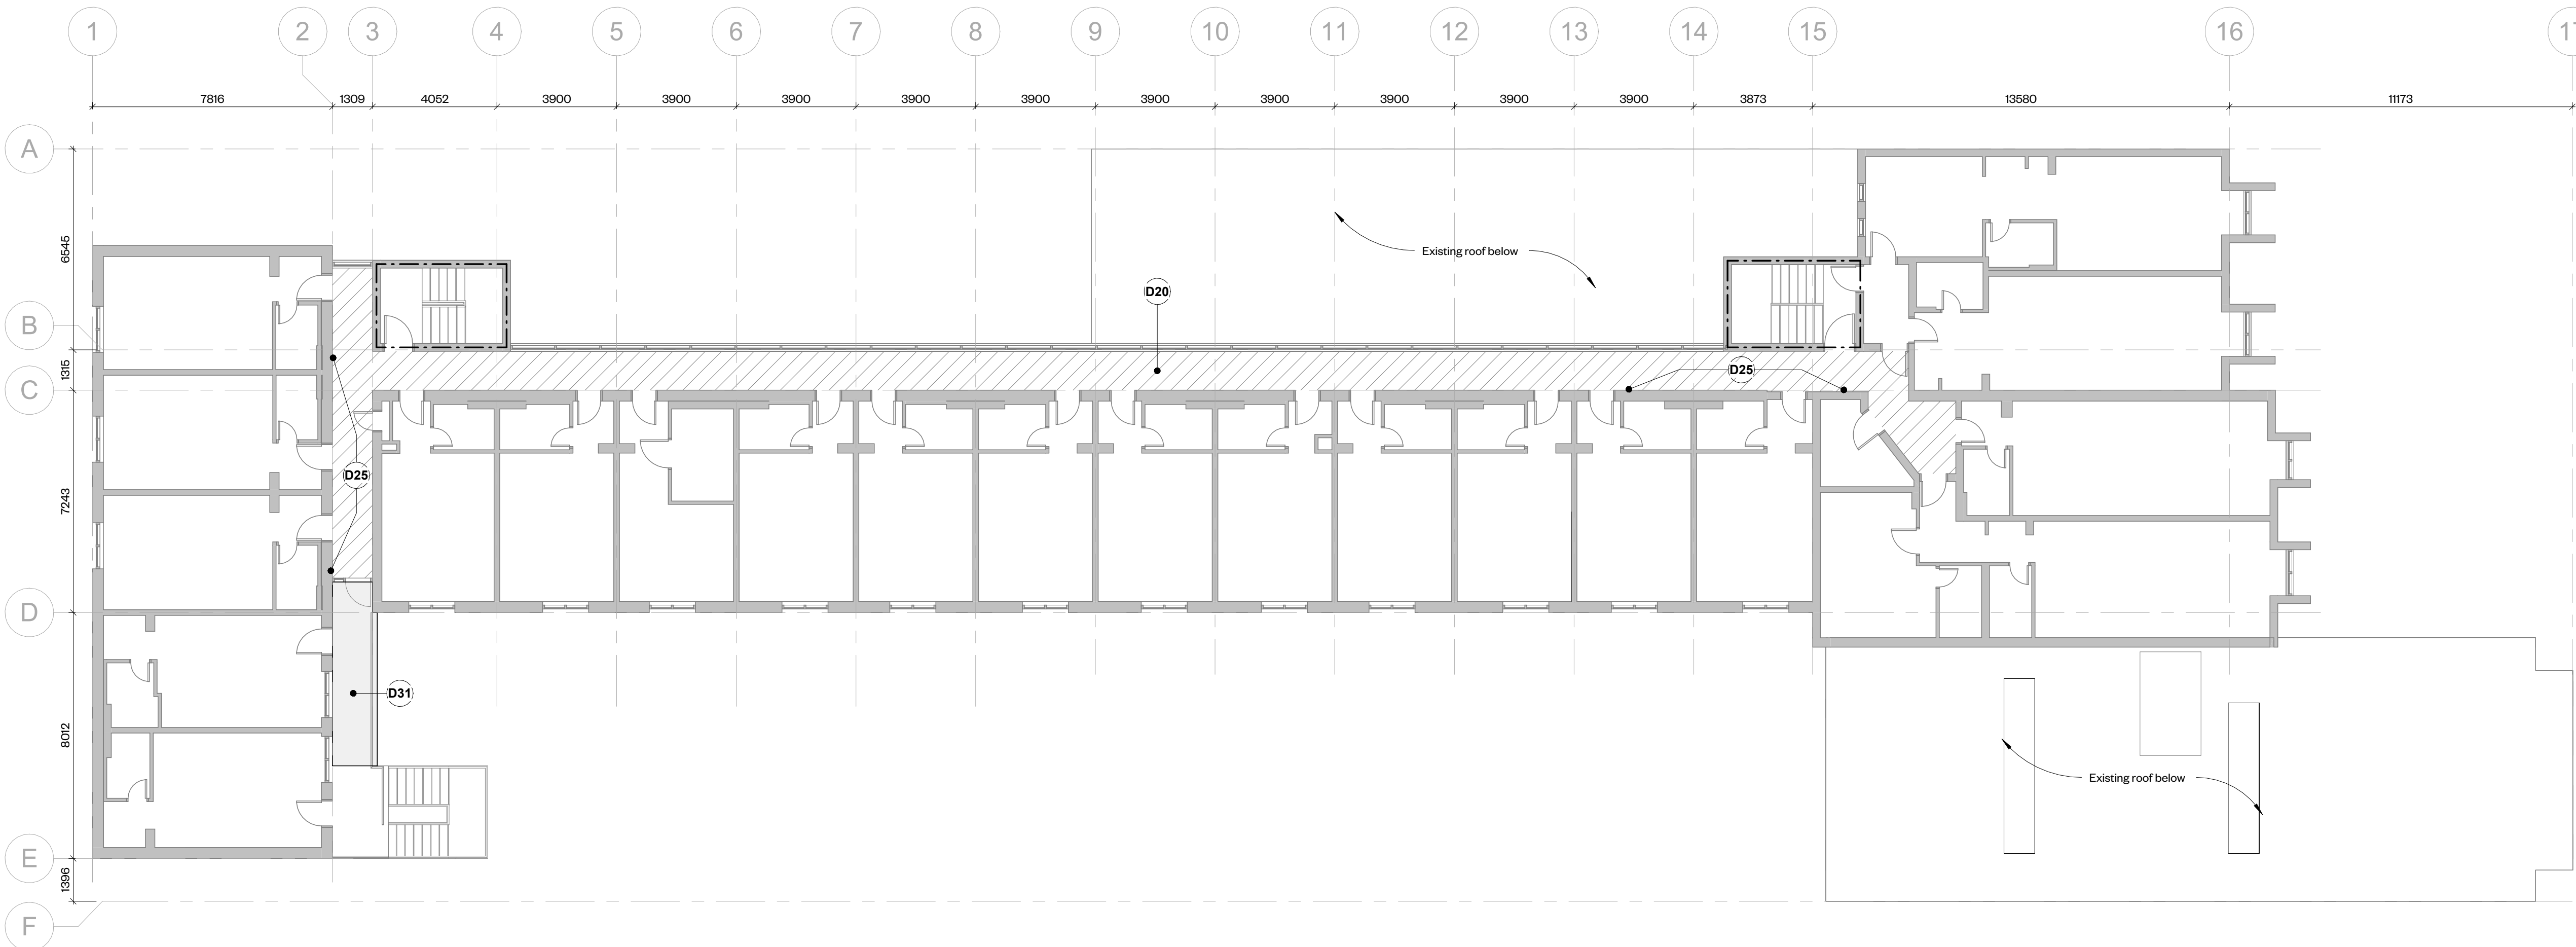 1 2 3 4 5 6 7 8 9 10 11 12 13 14 15 16
7816 1309 4052 3900 3900 3900 3900 3900 3900 3900 3900 3900 3900 3873 13580 11173
A
6545
Existing roof below
D20
B
1315
D25
C
D25
7243
D
D31
8012
Existing roof below
E
1396
F